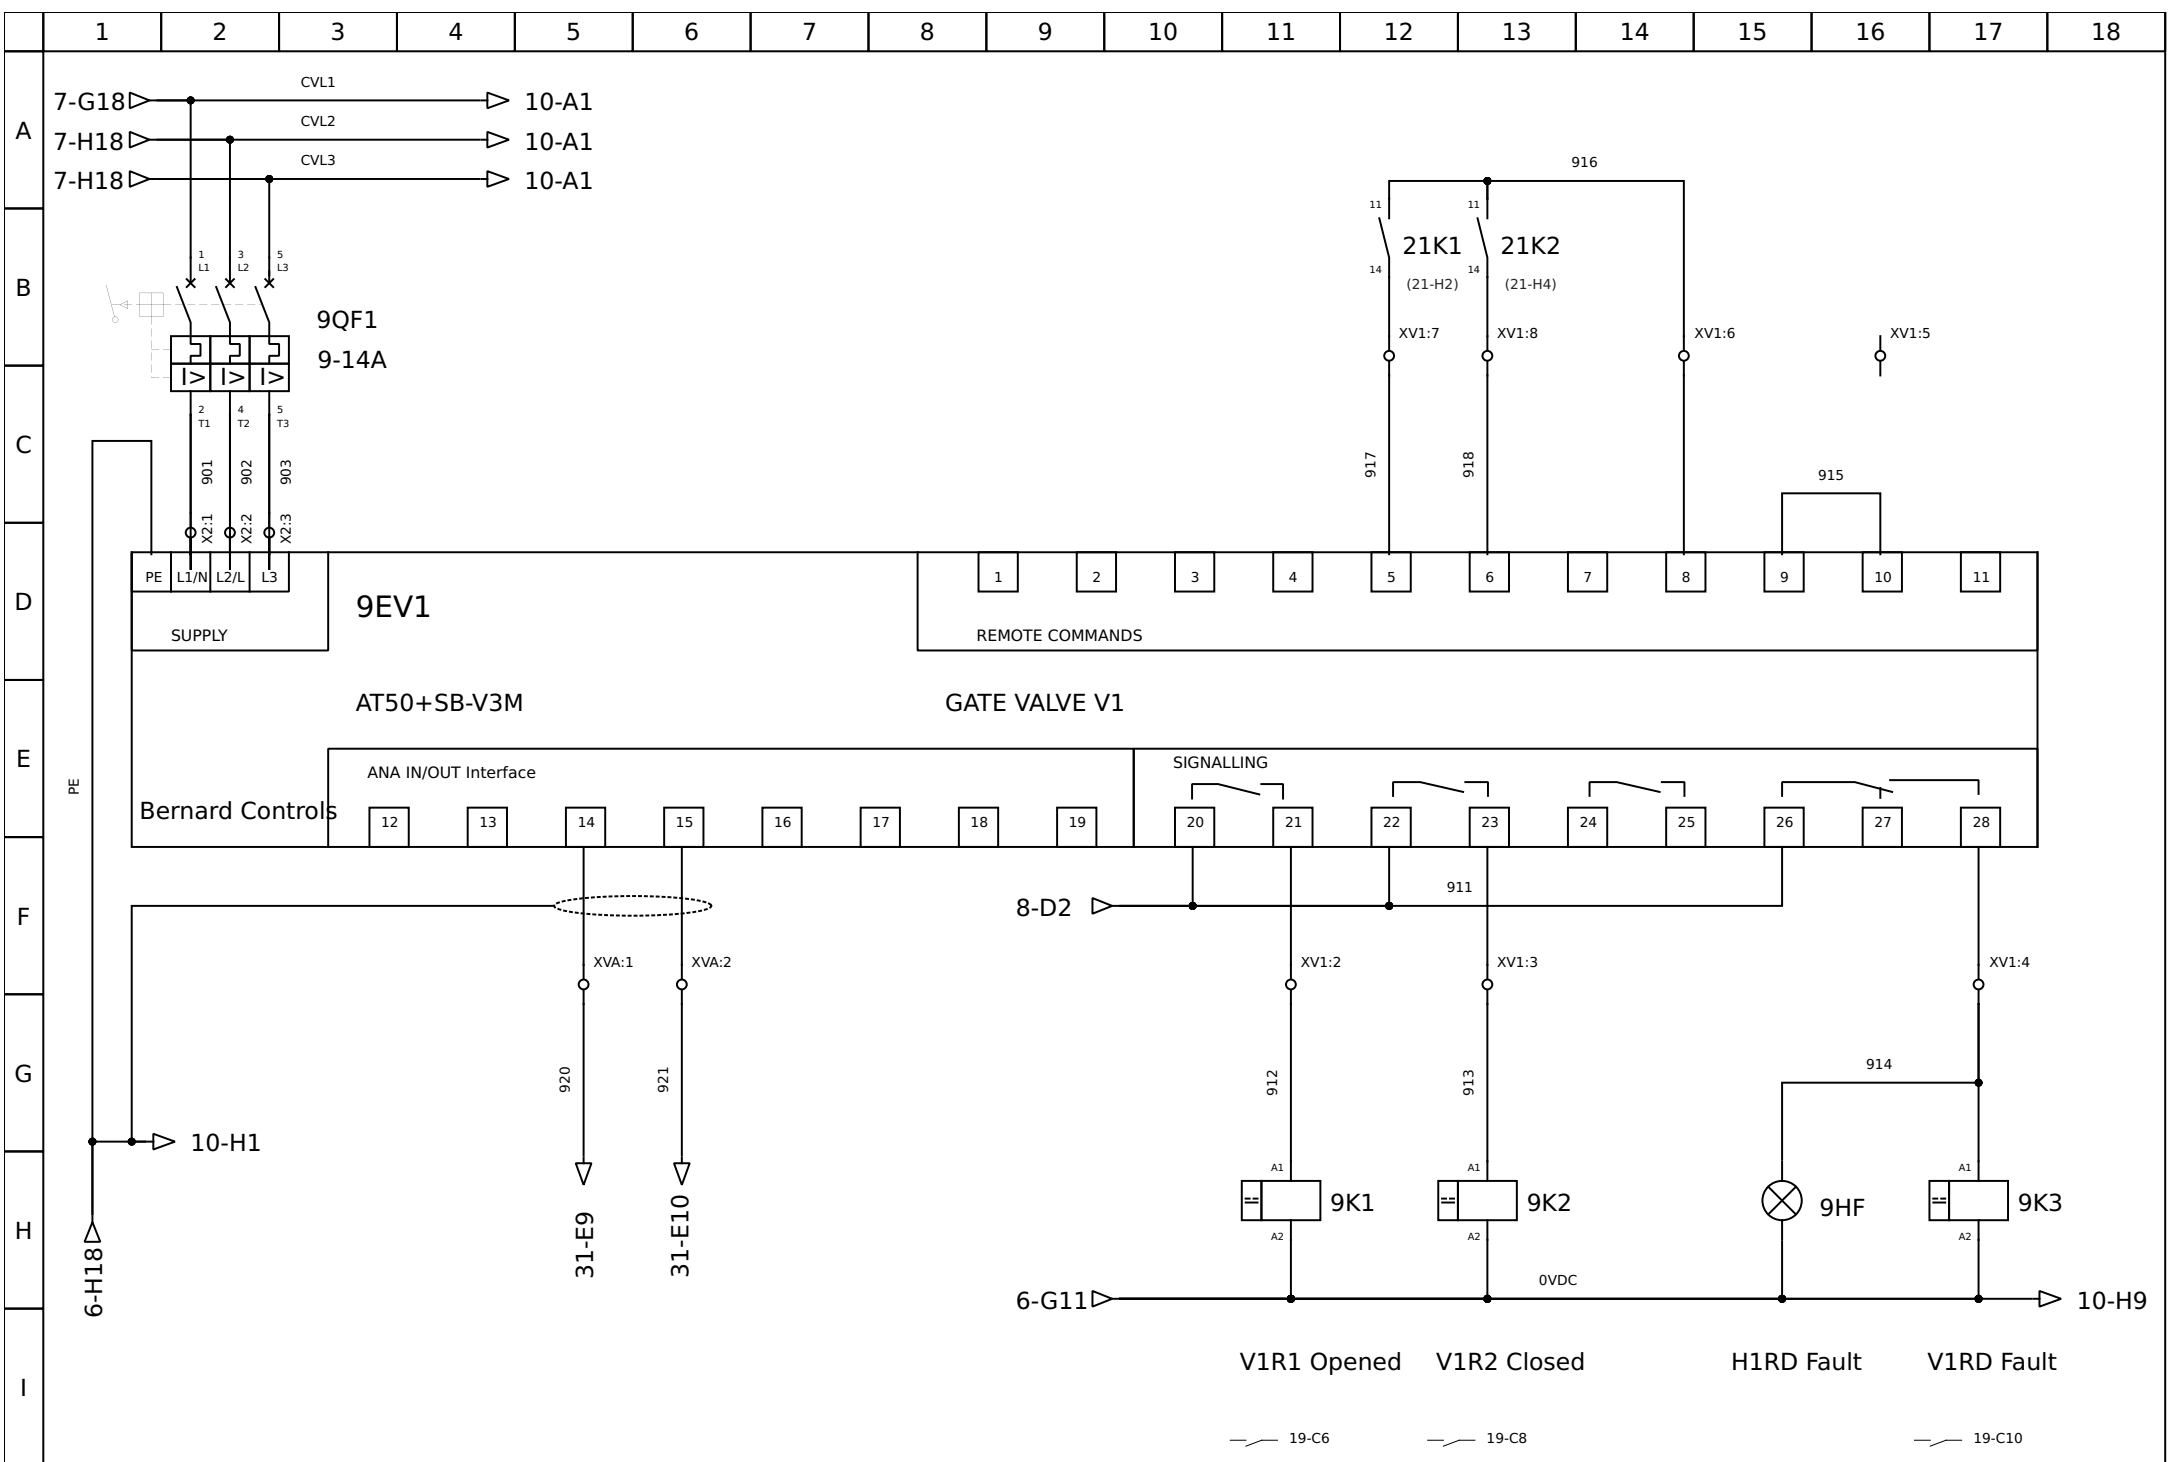 1 2 3 4 5 6 7 8 9 10 11 12 13 14 15 16 17 18
A
B
C
D
E
F
G
H
I
CVL1
7-G18 10-A1
CVL2
7-H18 10-A1
CVL3
7-H18 10-A1
916
11 11
21K1 21K2
14 14
(21-H2) (21-H4)
1 3 5
L1 L2 L3
9QF1
9-14A
I> I> I>
XV1:7 XV1:8 XV1:6 XV1:5
2 4 5
T1 T2 T3
901 902 903
917 918
915
X2:1 X2:2 X2:3
PE L1/N L2/L L3
1 2 3 4 5 6 7 8 9 10 11
9EV1
SUPPLY
REMOTE COMMANDS
AT50+SB-V3M
GATE VALVE V1
PE
ANA IN/OUT Interface
SIGNALLING
Bernard Controls
12 13 14 15 16 17 18 19 20 21 22 23 24 25 26 27 28
911
8-D2
XVA:1 XVA:2 XV1:2 XV1:3 XV1:4
920 921 912 913
914
10-H1
A1 A1 A1
9K1 9K2 9HF 9K3
A2 A2 A2
31-E9 31-E10
6-H18
0VDC
6-G11 10-H9
V1R1 Opened V1R2 Closed H1RD Fault V1RD Fault
19-C6 19-C8 19-C10